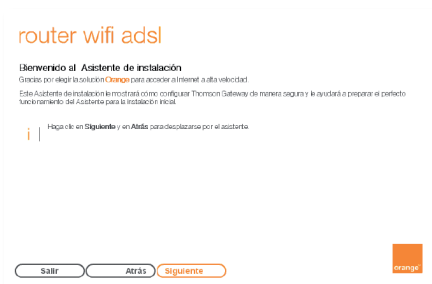 router wifi adsl
Bienvenido al Asistente de instalación
Gracias por elegir la solución Orange para acceder a Internet a alta velocidad.
Este Asistente de instalación le mostrará cómo configurar Thomson Gateway de manera segura y le ayudará a preparar el perfecto
funcionamiento del Asistente para la instalación inicial.
i Haga clic en Siguiente y en Atrás para desplazarse por el asistente.
Salir Atrás Siguiente
orange™